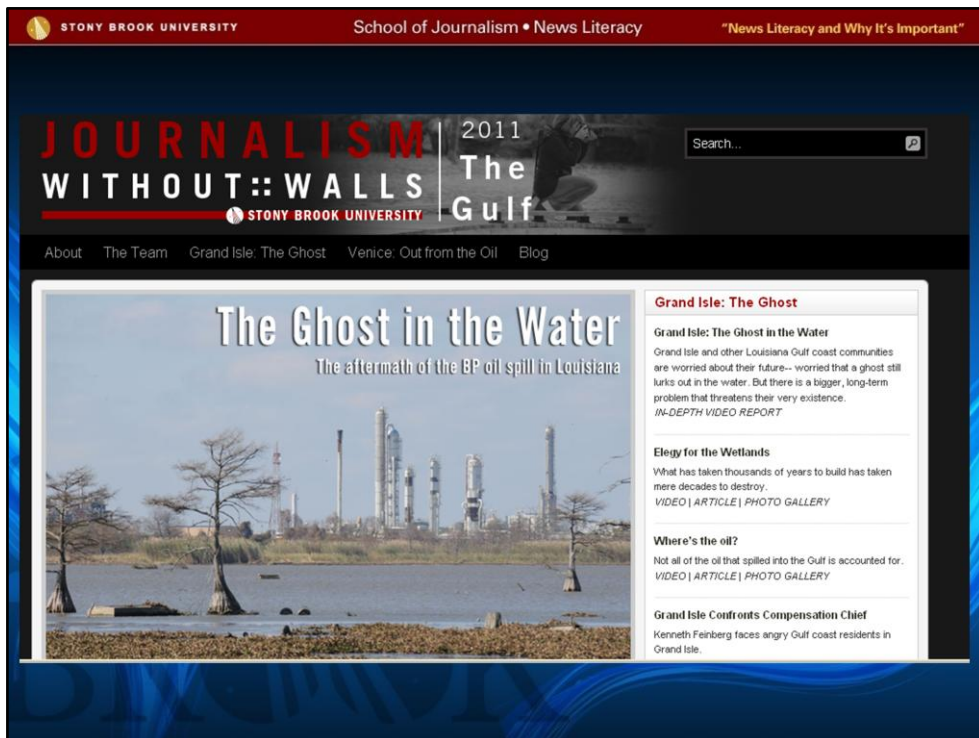 STONY BROOK UNIVERSITY
School of Journalism • News Literacy
"News Literacy and Why It's Important"
JOURNALISM
WITHOUT :: WALLS
STONY BROOK UNIVERSITY
2011
The
Gulf
Search...
About The Team Grand Isle: The Ghost Venice: Out from the Oil Blog
The Ghost in the Water
The aftermath of the BP oil spill in Louisiana
Grand Isle: The Ghost
Grand Isle: The Ghost in the Water
Grand Isle and other Louisiana Gulf coast communities
are worried about their future-- worried that a ghost still
lurks out in the water. But there is a bigger, long-term
problem that threatens their very existence.
IN-DEPTH VIDEO REPORT
Elegy for the Wetlands
What has taken thousands of years to build has taken
mere decades to destroy.
VIDEO | ARTICLE | PHOTO GALLERY
Where's the oil?
Not all of the oil that spilled into the Gulf is accounted for.
VIDEO | ARTICLE | PHOTO GALLERY
Grand Isle Confronts Compensation Chief
Kenneth Feinberg faces angry Gulf coast residents in
Grand Isle.